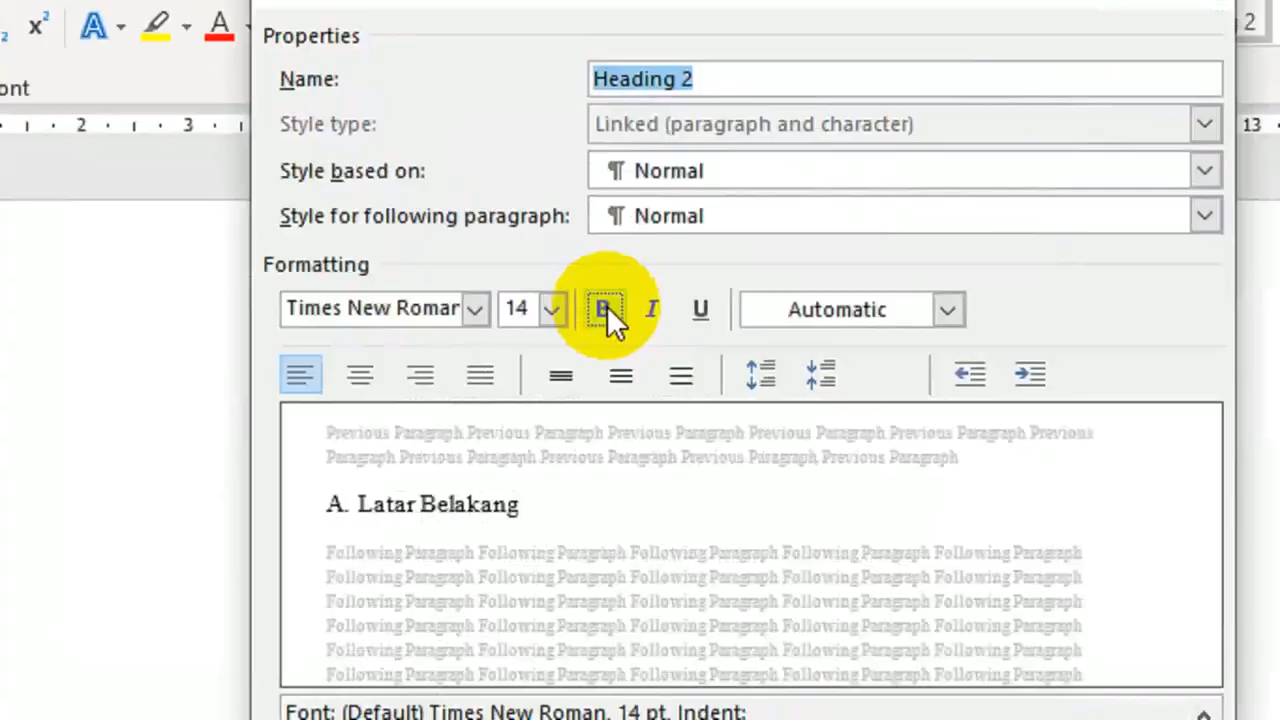 x² A A 2
ont
Properties
Name: Heading 2
Style type: Linked (paragraph and character)
Style based on: ¶ Normal
Style for following paragraph: ¶ Normal
2 3 13
Formatting
Times New Roman 14 B I U Automatic
Previous Paragraph Previous Paragraph Previous Paragraph Previous Paragraph Previous Paragraph Previous
Paragraph Previous Paragraph Previous Paragraph Previous Paragraph Previous Paragraph
A. Latar Belakang
Following Paragraph Following Paragraph Following Paragraph Following Paragraph Following Paragraph
Following Paragraph Following Paragraph Following Paragraph Following Paragraph Following Paragraph
Following Paragraph Following Paragraph Following Paragraph Following Paragraph Following Paragraph
Following Paragraph Following Paragraph Following Paragraph Following Paragraph Following Paragraph
Following Paragraph Following Paragraph Following Paragraph Following Paragraph Following Paragraph
Following Paragraph Following Paragraph Following Paragraph Following Paragraph Following Paragraph
Font: (Default) Times New Roman, 14 pt, Indent: